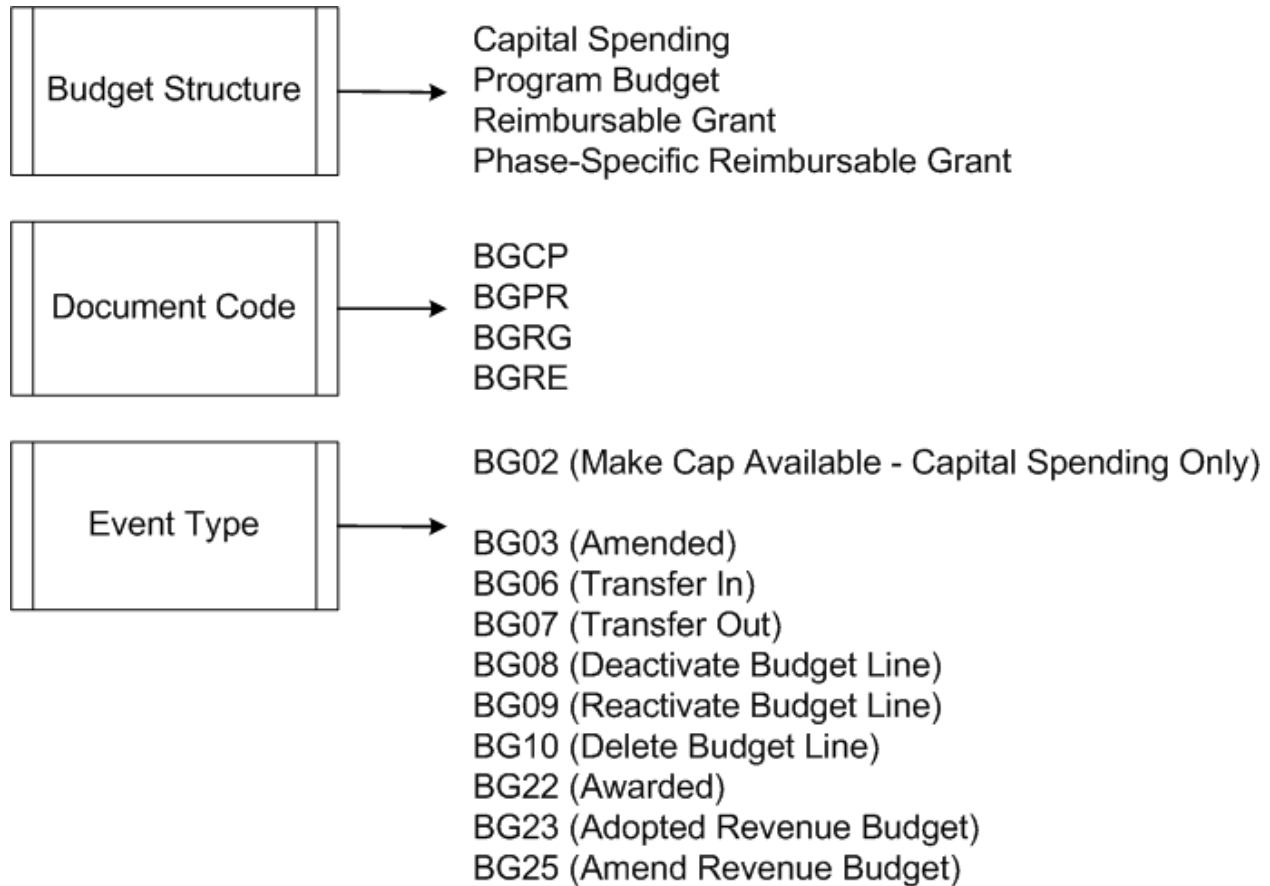 Budget Structure
Capital Spending
Program Budget
Reimbursable Grant
Phase-Specific Reimbursable Grant
Document Code
BGCP
BGPR
BGRG
BGRE
Event Type
BG02 (Make Cap Available - Capital Spending Only)
BG03 (Amended)
BG06 (Transfer In)
BG07 (Transfer Out)
BG08 (Deactivate Budget Line)
BG09 (Reactivate Budget Line)
BG10 (Delete Budget Line)
BG22 (Awarded)
BG23 (Adopted Revenue Budget)
BG25 (Amend Revenue Budget)